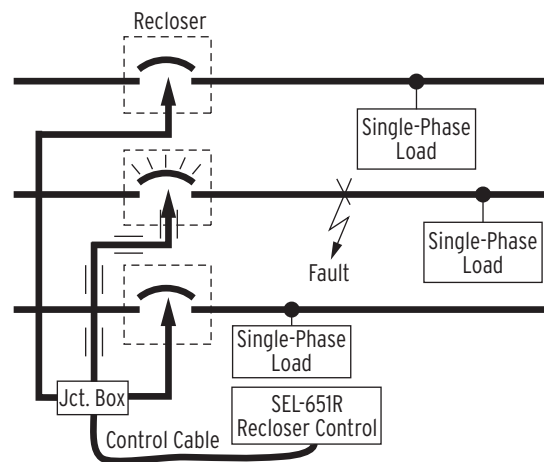 Recloser
Single-Phase
Load
Single-Phase
Load
Fault
Single-Phase
Load
Jct. Box
SEL-651R
Recloser Control
Control Cable